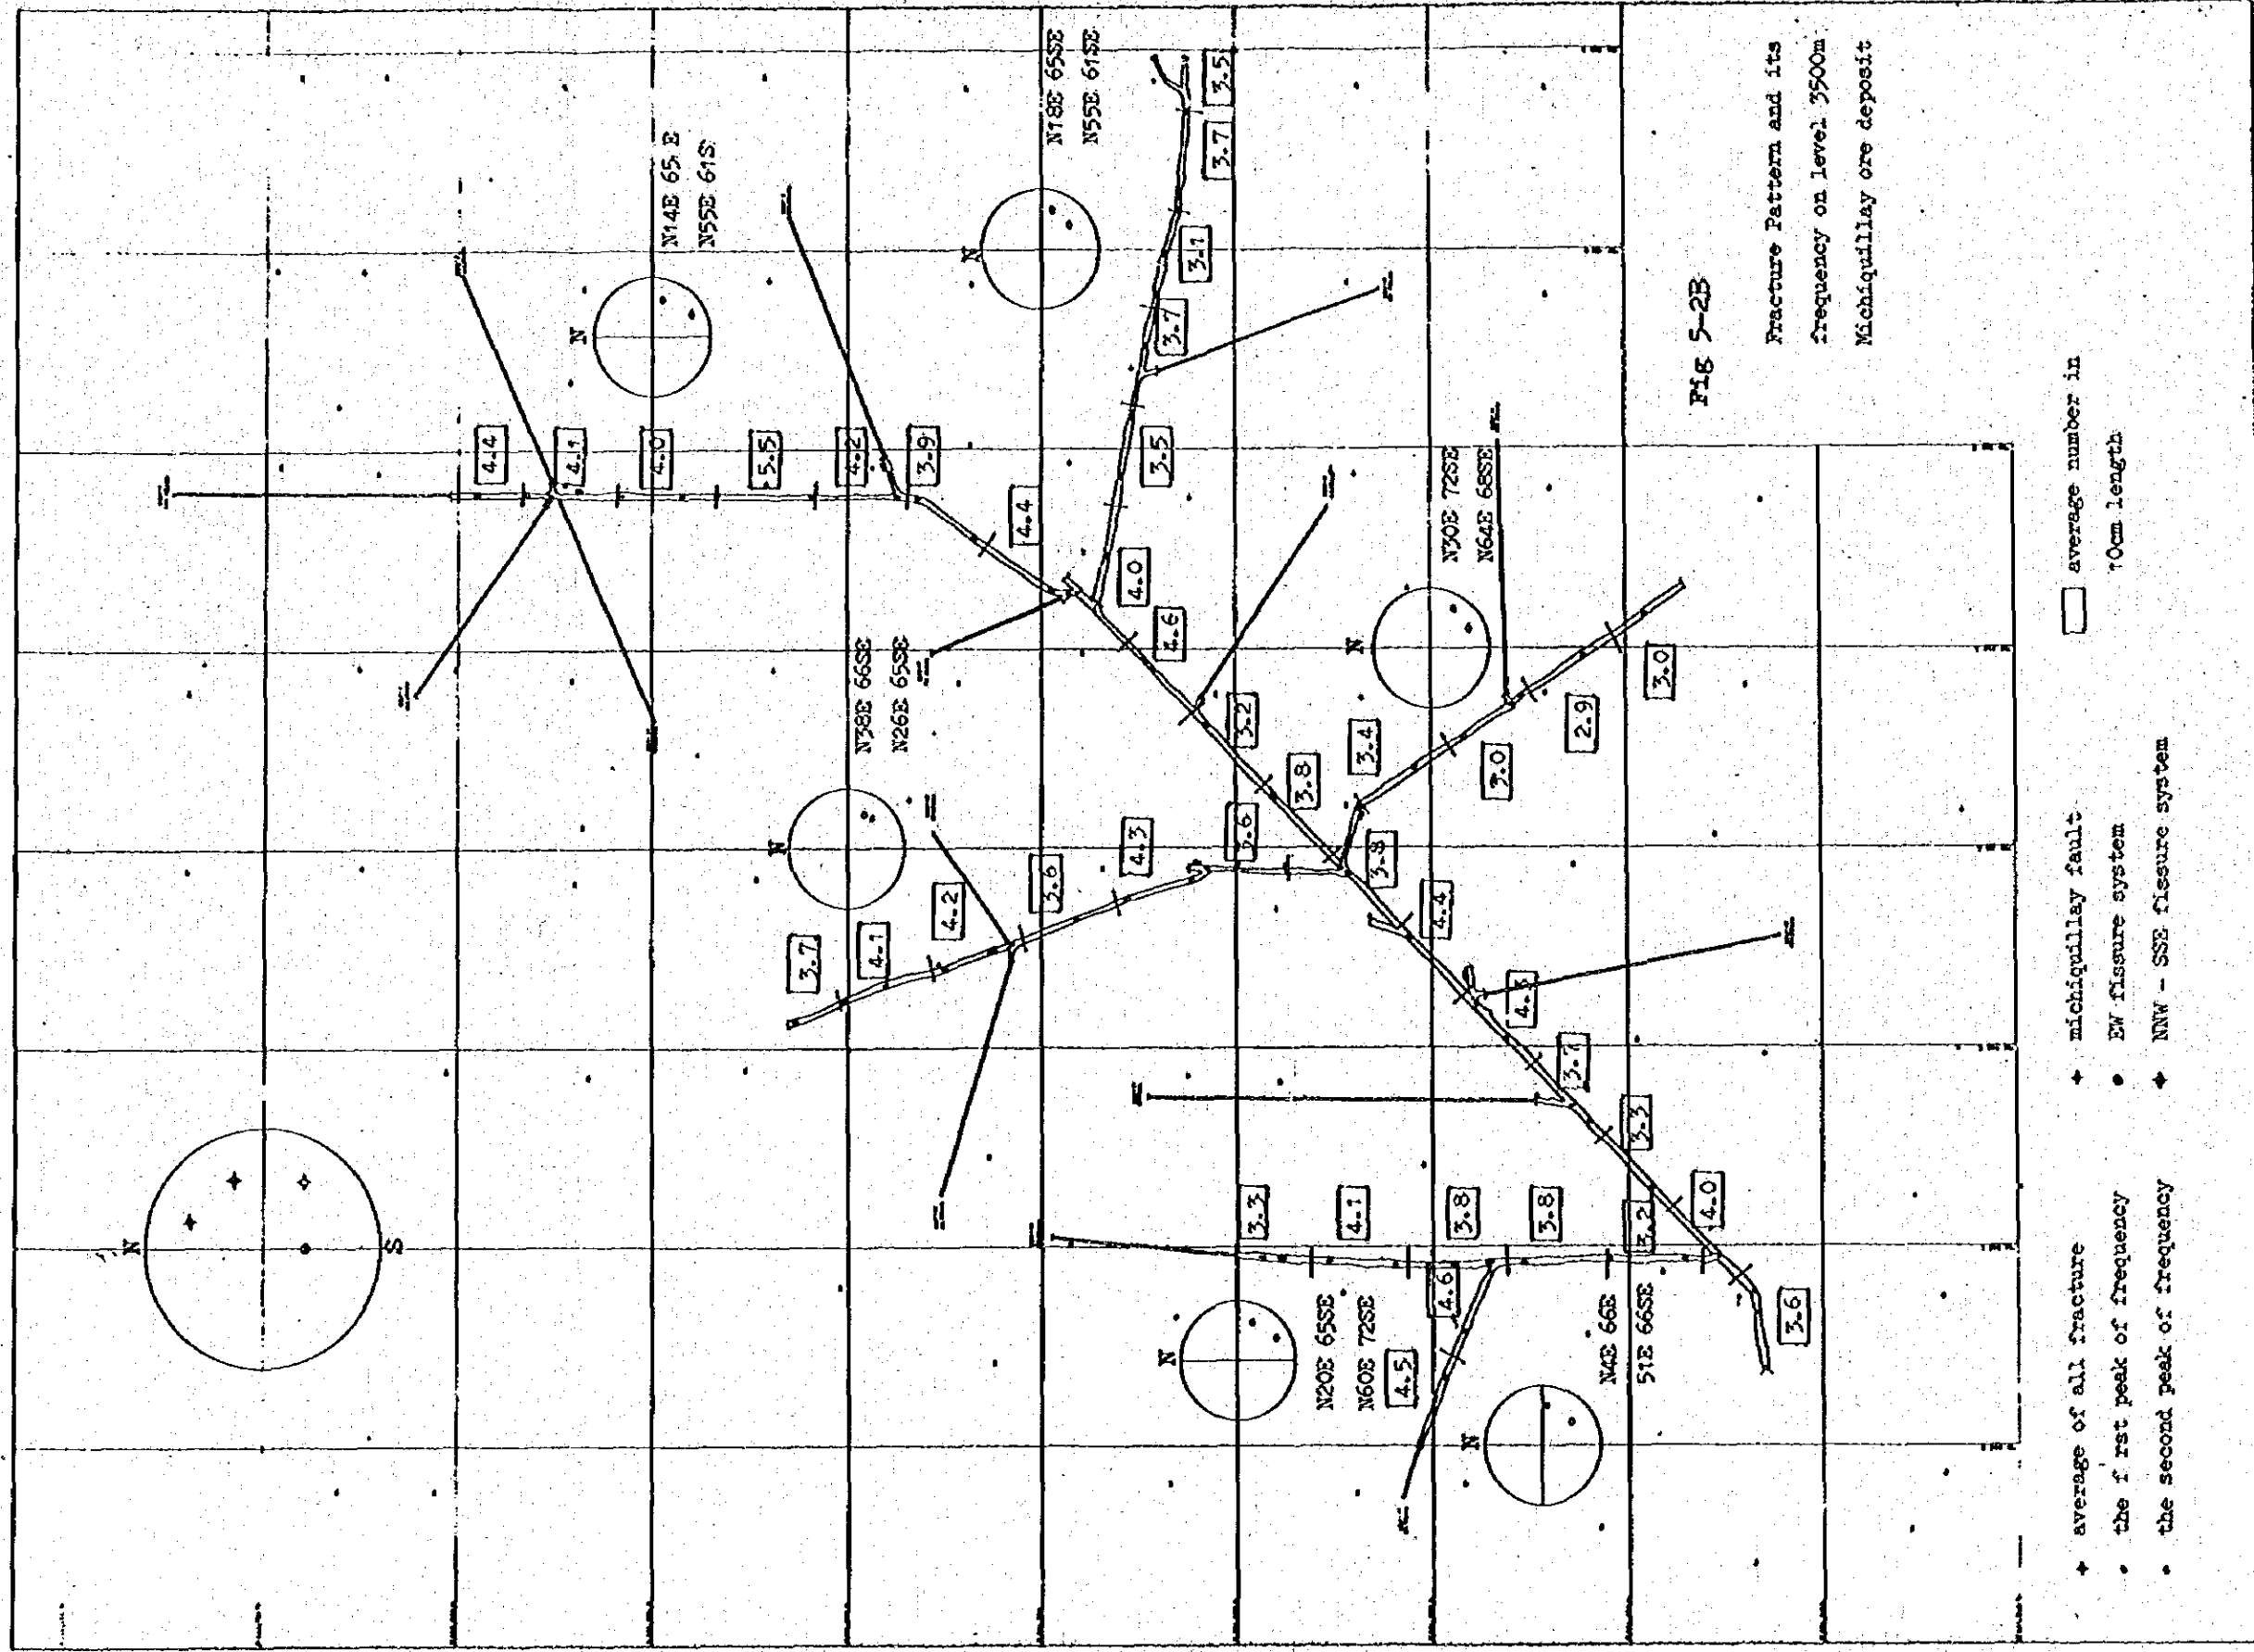 N
S
4.4
4.1
4.0
5.5
4.2
3.9
4.4
N
N14E 65 E
N55E 61S
N
N18E 65SE
N55E 61SE
4.0
3.5
3.7
3.1
3.7
3.5
4.6
3.2
3.8
3.8
4.4
4.3
3.7
3.3
4.0
3.6
N
N38E 66SE
N26E 65SE
3.7
4.1
4.2
4.3
N
N30E 72SE
N64E 68SE
3.4
3.0
2.9
3.0
3.3
4.1
3.8
3.8
3.2
4.6
4.5
N
N20E 65SE
N60E 72SE
N
N4E 66E
51E 66SE
Fig 5-2B
Fracture Pattern and its
frequency on level 3500m
Michiquillay ore deposit
average of all fracture
the f rst peak of frequency
the second peak of frequency
michiquillay fault
EW fissure system
NNW - SSE fissure system
average number in
10cm length